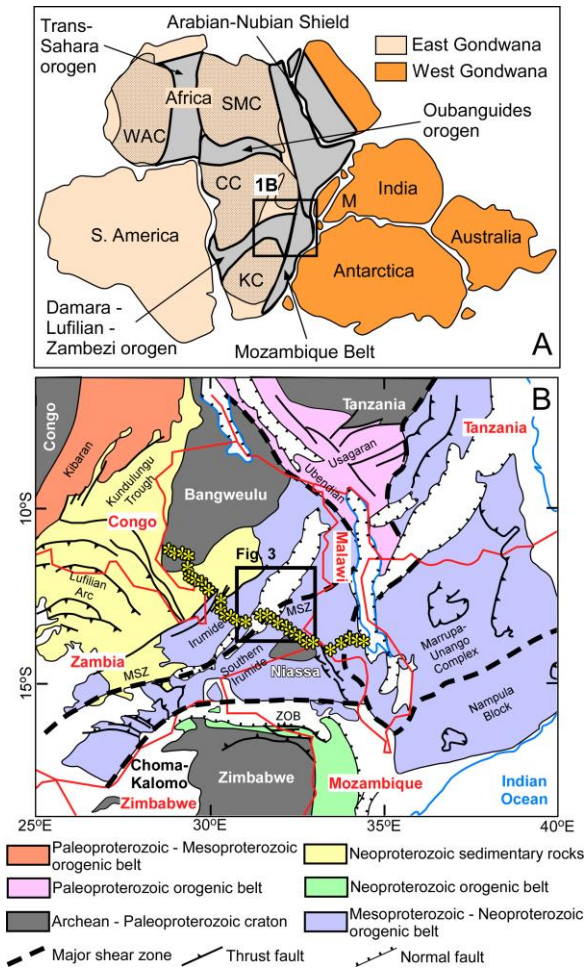 Trans-
Sahara
orogen
Arabian-Nubian Shield
East Gondwana
West Gondwana
Africa
SMC
WAC
Oubanguides
orogen
CC
1B
M
India
S. America
Australia
KC
Antarctica
Damara -
Lufilian -
Zambezi orogen
Mozambique Belt
A
B
Congo
Tanzania
Tanzania
Kibaran
Kundulungu
Trough
Usagaran
Ubendian
Bangweulu
10°S
Congo
Malawi
Fig. 3
Lufilian
Arc
MSZ
Irumide
Marrupa-
Unango
Complex
Zambia
MSZ
Southern
Irumide
Niassa
15°S
Nampula
Block
ZOB
Choma-
Kalomo
Zimbabwe
Zimbabwe
Mozambique
Indian
Ocean
25°E
30°E
35°E
40°E
Paleoproterozoic - Mesoproterozoic
orogenic belt
Neoproterozoic sedimentary rocks
Paleoproterozoic orogenic belt
Neoproterozoic orogenic belt
Archean - Paleoproterozoic craton
Mesoproterozoic - Neoproterozoic
orogenic belt
Major shear zone
Thrust fault
Normal fault